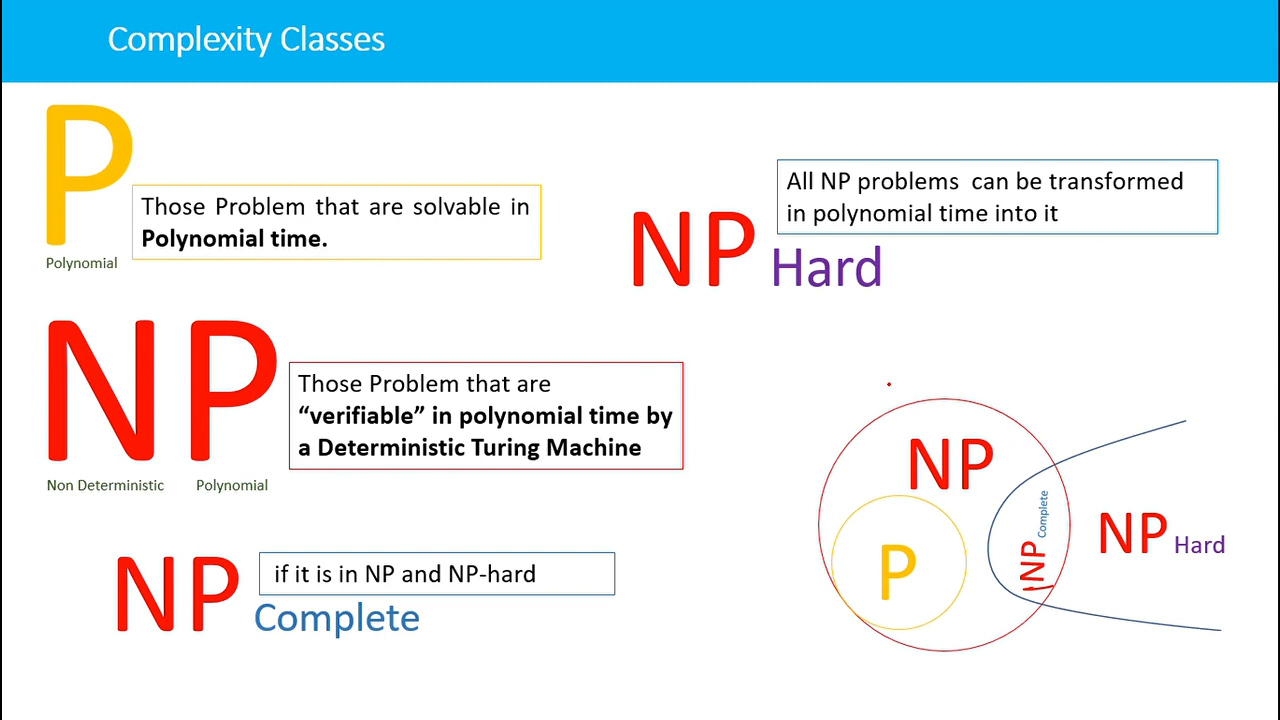 Complexity Classes
P
Polynomial
Those Problem that are solvable in
Polynomial time.
NP
Non Deterministic Polynomial
Those Problem that are
“verifiable” in polynomial time by
a Deterministic Turing Machine
NP Complete
if it is in NP and NP-hard
NP Hard
All NP problems can be transformed
in polynomial time into it
NP
P
NP Complete
NP Hard